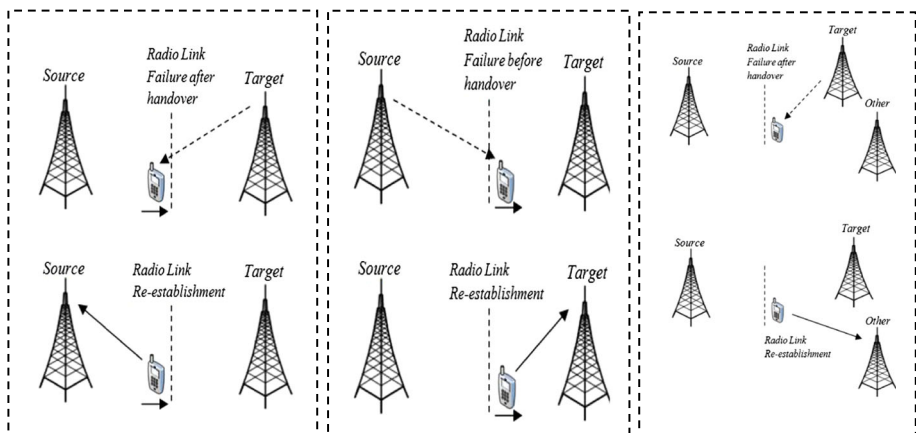 Source
Radio Link
Failure after
handover
Target
Source
Radio Link
Re-establishment
Target
Source
Radio Link
Failure before
handover
Target
Source
Radio Link
Re-establishment
Target
Source
Radio Link
Failure after
handover
Target
Other
Source
Target
Other
Radio Link
Re-establishment